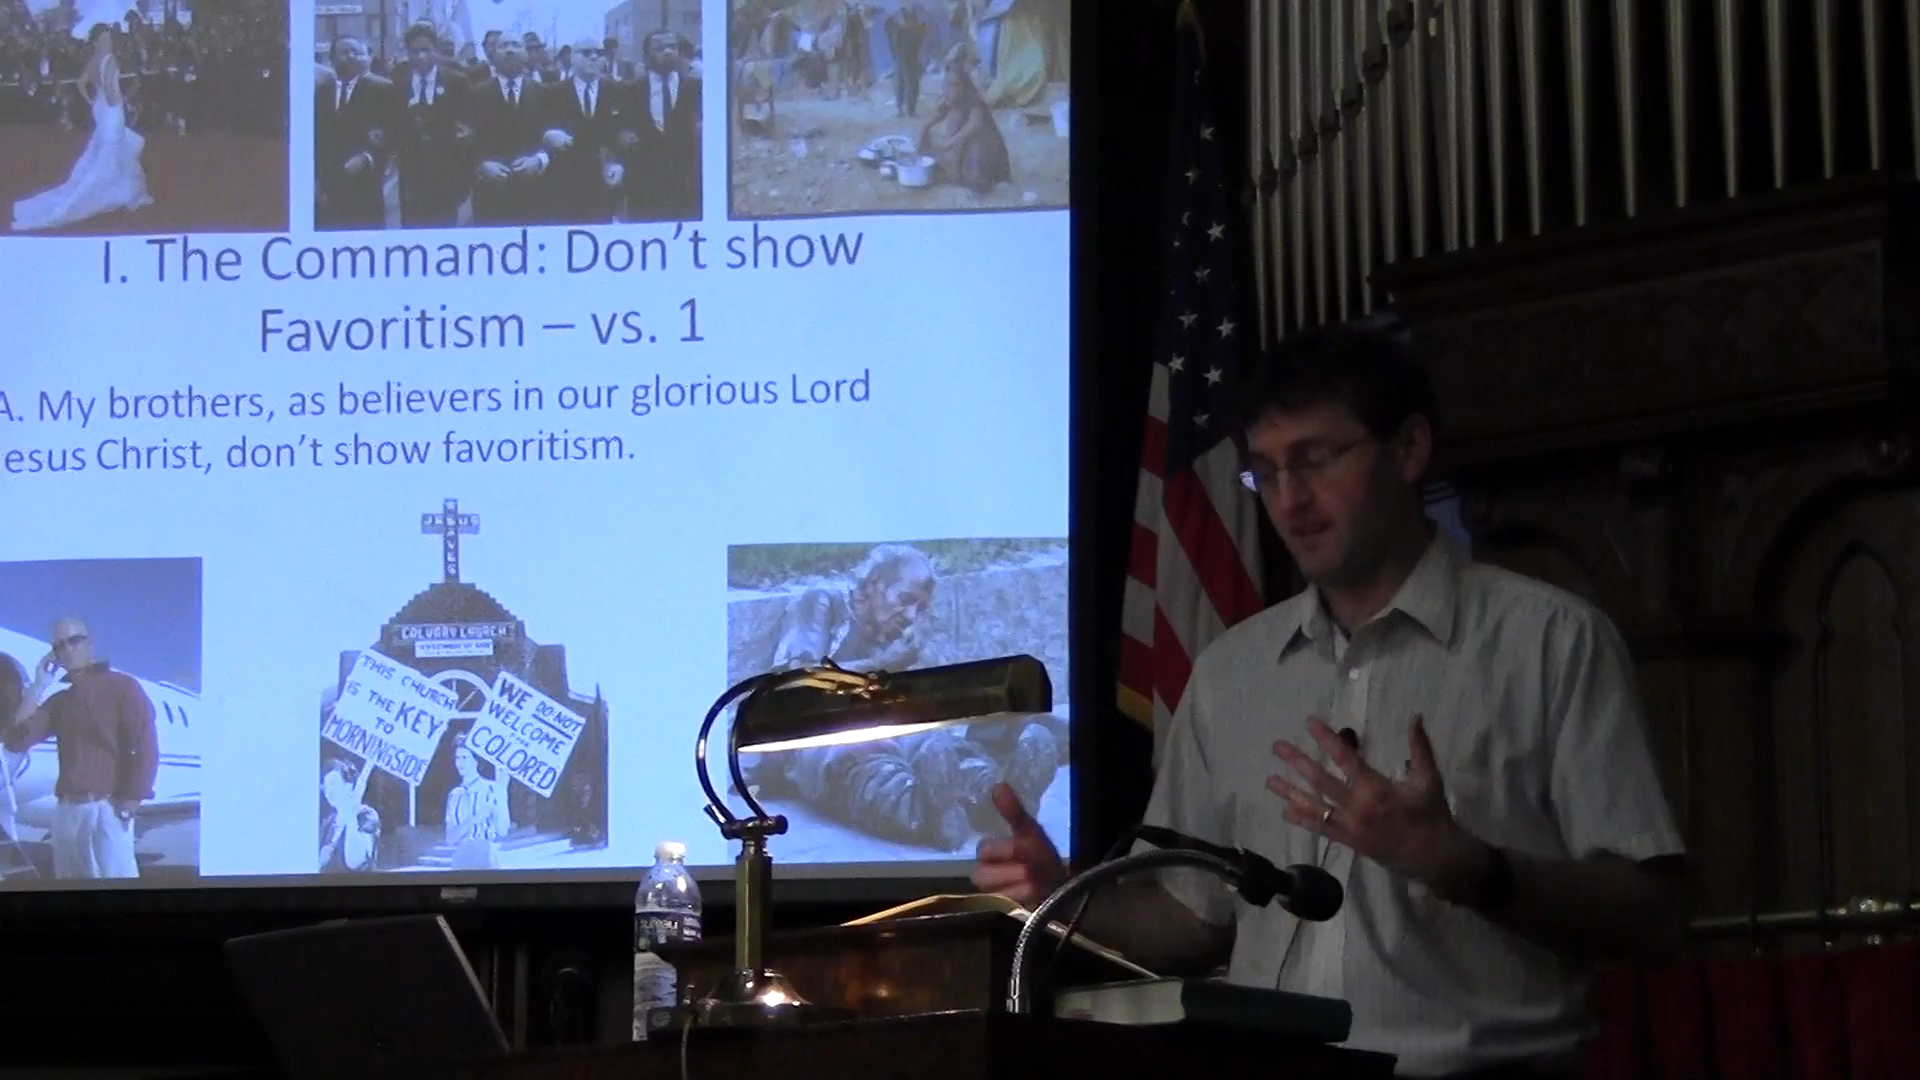 I. The Command: Don't show
Favoritism – vs. 1
A. My brothers, as believers in our glorious Lord
esus Christ, don't show favoritism.
JESUS
SAVES
CALVARY CHURCH
THIS CHURCH
IS THE KEY
TO
MORNINGSIDE
WE DO NOT
WELCOME
THE
COLORED